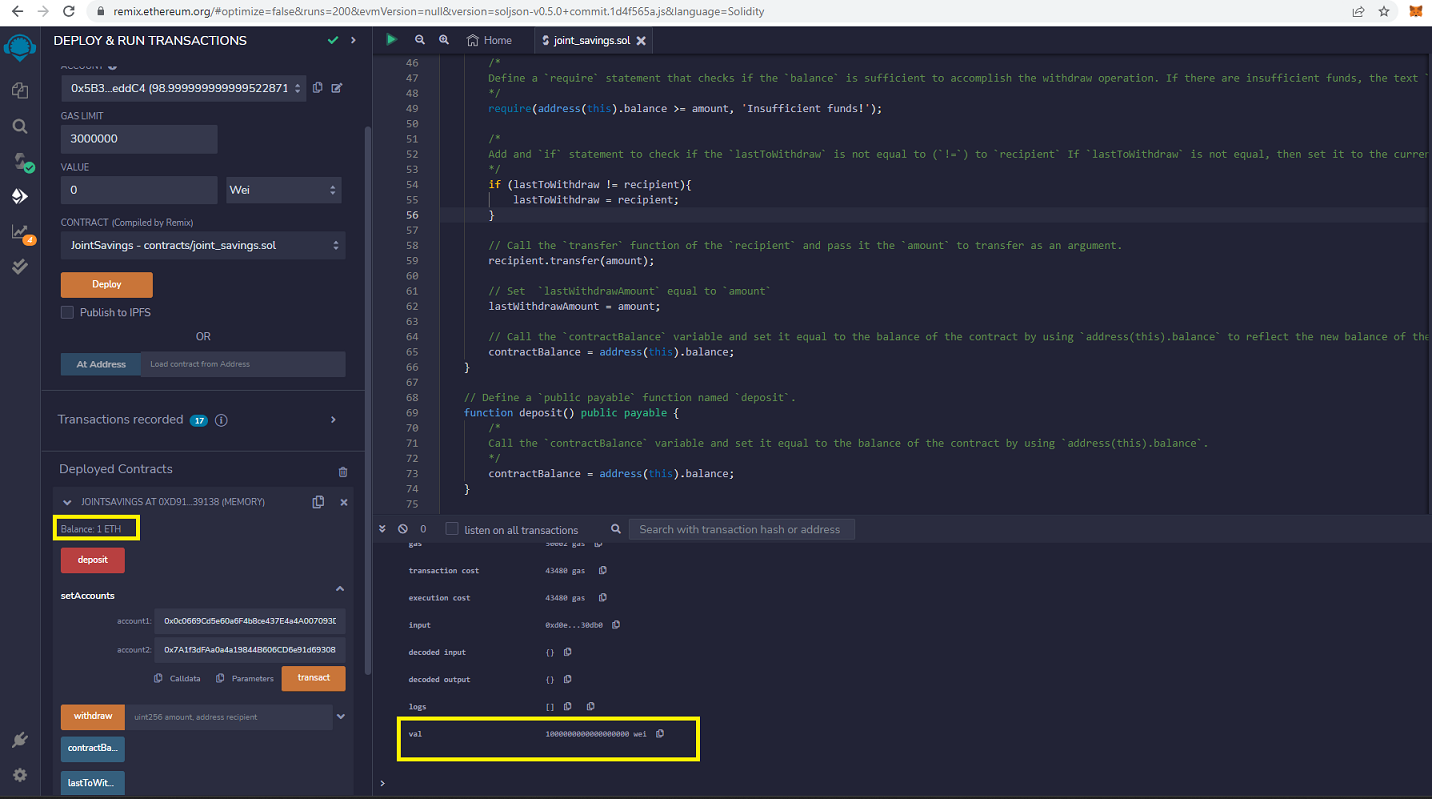 remix.ethereum.org/#optimize=false&runs=200&evmVersion=null&version=soljson-v0.5.0+commit.1d4f565a.js&language=Solidity
DEPLOY & RUN TRANSACTIONS
ACCOUNT
0x5B3...eddC4 (98.999999999999522871
GAS LIMIT
3000000
VALUE
0
Wei
CONTRACT (Compiled by Remix)
JointSavings - contracts/joint_savings.sol
Deploy
Publish to IPFS
OR
At Address
Load contract from Address
Transactions recorded 17 i
Deployed Contracts
JOINTSAVINGS AT 0XD91...39138 (MEMORY)
Balance: 1 ETH
deposit
setAccounts
account1: 0x0c0669Cd5e60a6F4b8ce437E4a4A007093D
account2: 0x7A1f3dFAa0a4a19844B606CD6e91d69308
Calldata
Parameters
transact
withdraw
uint256 amount, address recipient
contractBa...
lastToWit...
4
Home
joint_savings.sol
46 /*
47 Define a `require` statement that checks if the `balance` is sufficient to accomplish the withdraw operation. If there are insufficient funds, the text `
48 */
49 require(address(this).balance >= amount, 'Insufficient funds!');
50
51 /*
52 Add and `if` statement to check if the `lastToWithdraw` is not equal to (`!=`) to `recipient` If `lastToWithdraw` is not equal, then set it to the curren
53 */
54 if (lastToWithdraw != recipient){
55 lastToWithdraw = recipient;
56 }
57
58 // Call the `transfer` function of the `recipient` and pass it the `amount` to transfer as an argument.
59 recipient.transfer(amount);
60
61 // Set  `lastWithdrawAmount` equal to `amount`
62 lastWithdrawAmount = amount;
63
64 // Call the `contractBalance` variable and set it equal to the balance of the contract by using `address(this).balance` to reflect the new balance of the
65 contractBalance = address(this).balance;
66 }
67
68 // Define a `public payable` function named `deposit`.
69 function deposit() public payable {
70 /*
71 Call the `contractBalance` variable and set it equal to the balance of the contract by using `address(this).balance`.
72 */
73 contractBalance = address(this).balance;
74 }
75
0
listen on all transactions
Search with transaction hash or address
gas 50002 gas
transaction cost 43480 gas
execution cost 43480 gas
input 0xd0e...30db0
decoded input {}
decoded output {}
logs []
val 1000000000000000000 wei
>